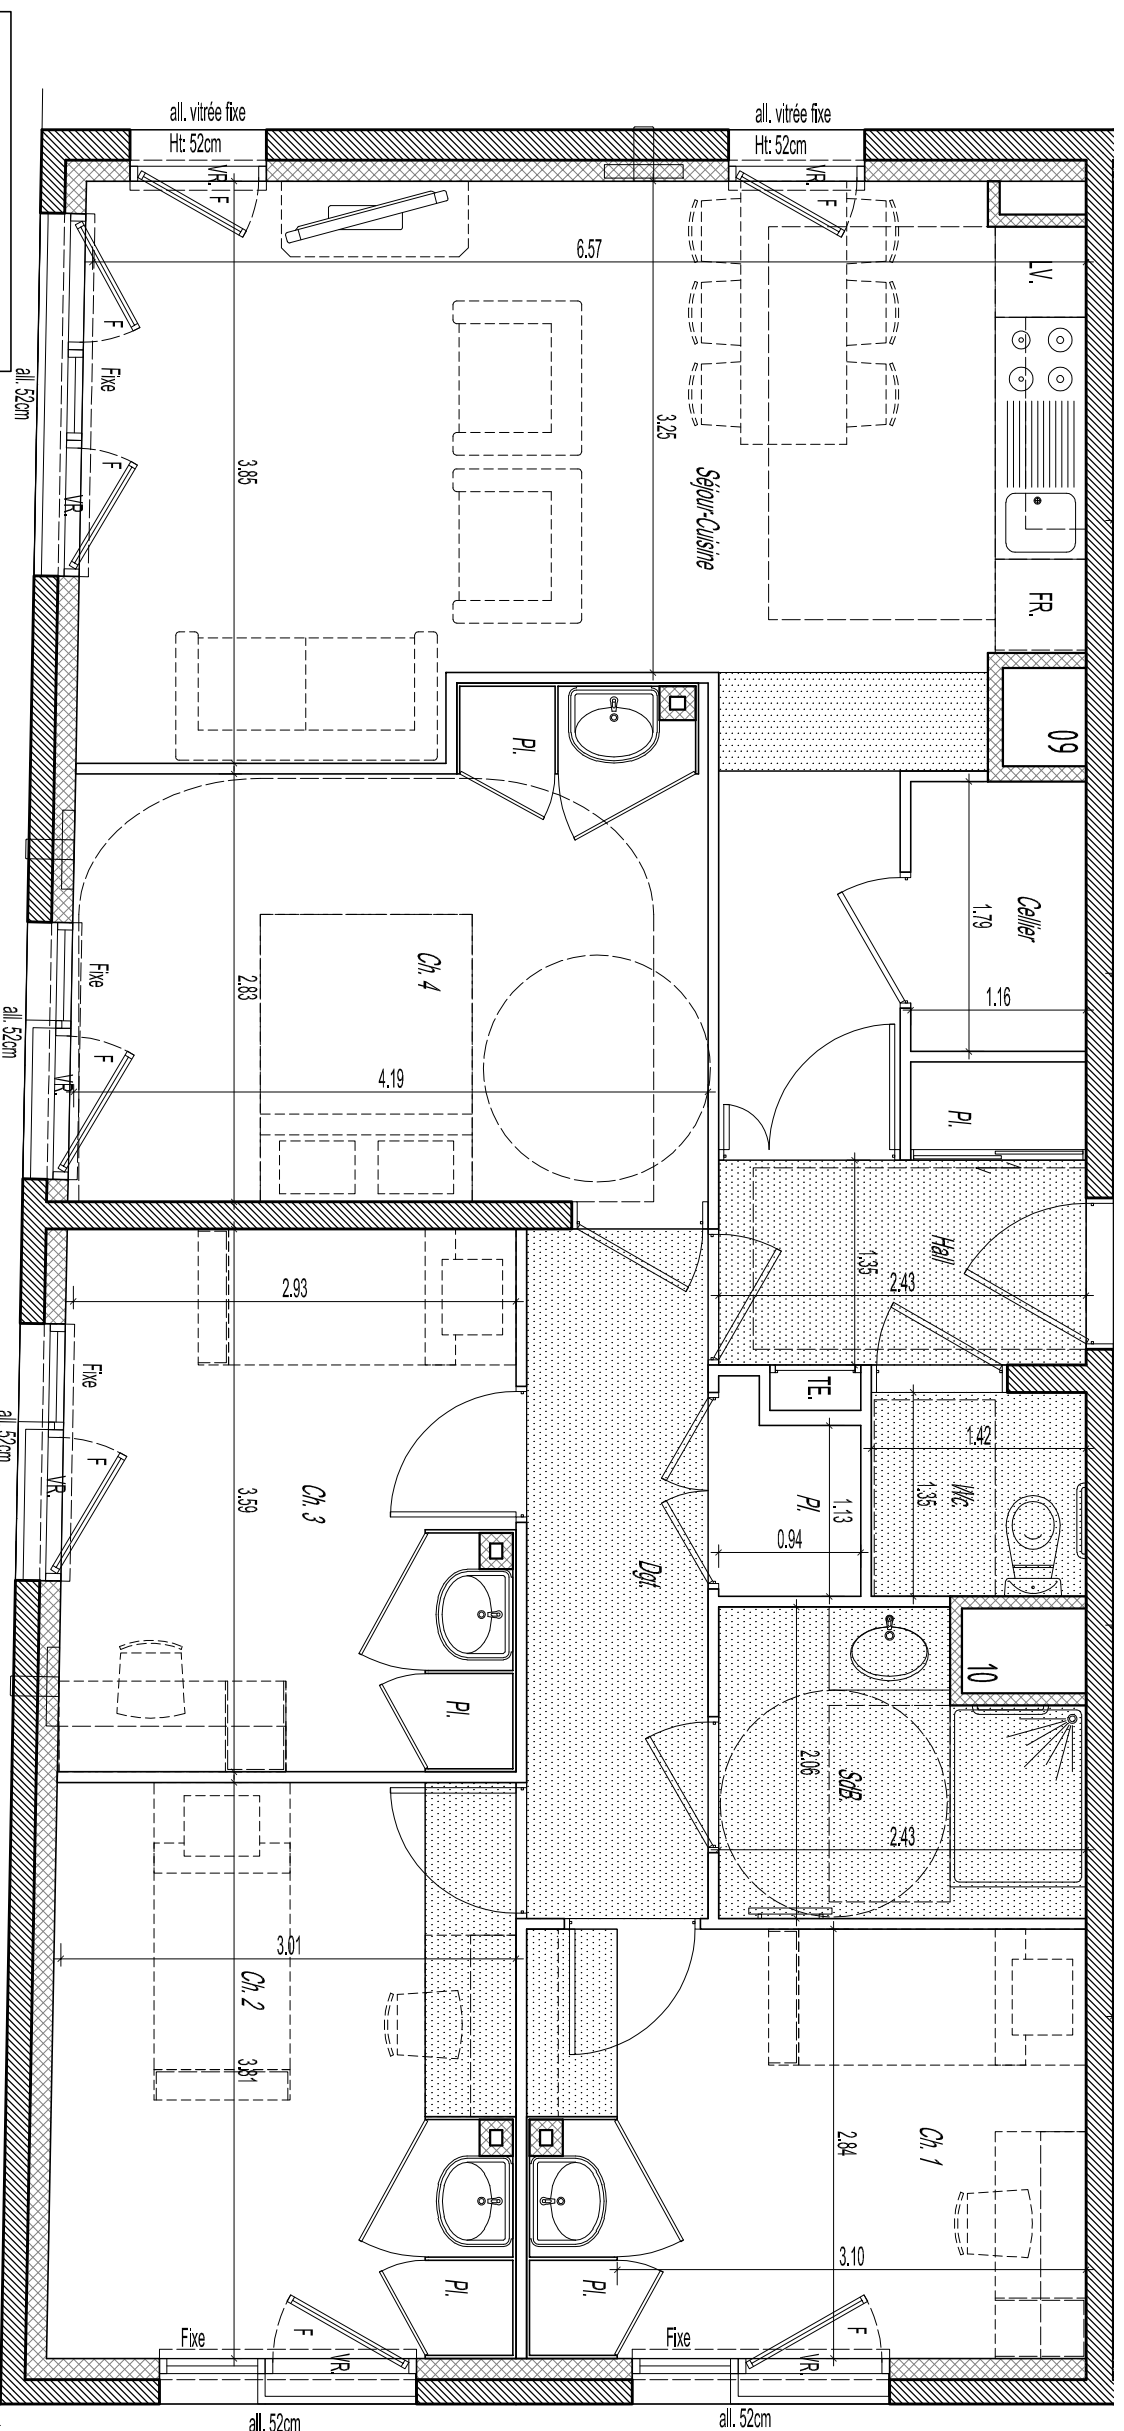 all. vitrée fixe
Ht: 52cm
all. vitrée fixe
Ht: 52cm
VR.
F
VR.
F
LV.
6.57
F
Fixe
all. 52cm
3.25
3.85
F
VR.
Séjour-Cuisine
FR.
09
Pl.
Cellier
1.79
1.16
Ch. 4
2.83
Fixe
all. 52cm
F
VR.
4.19
Pl.
Hall
1.35
2.43
2.93
Fixe
all. 52cm
F
VR.
TE.
1.42
1.35
Wc
Pl.
1.13
0.94
Ch. 3
3.59
Dgt.
10
Pl.
2.06
SdB.
2.43
3.01
Ch. 2
3.81
Ch. 1
2.84
3.10
Pl.
Pl.
F
Fixe
VR.
F
Fixe
VR.
all. 52cm
all. 52cm